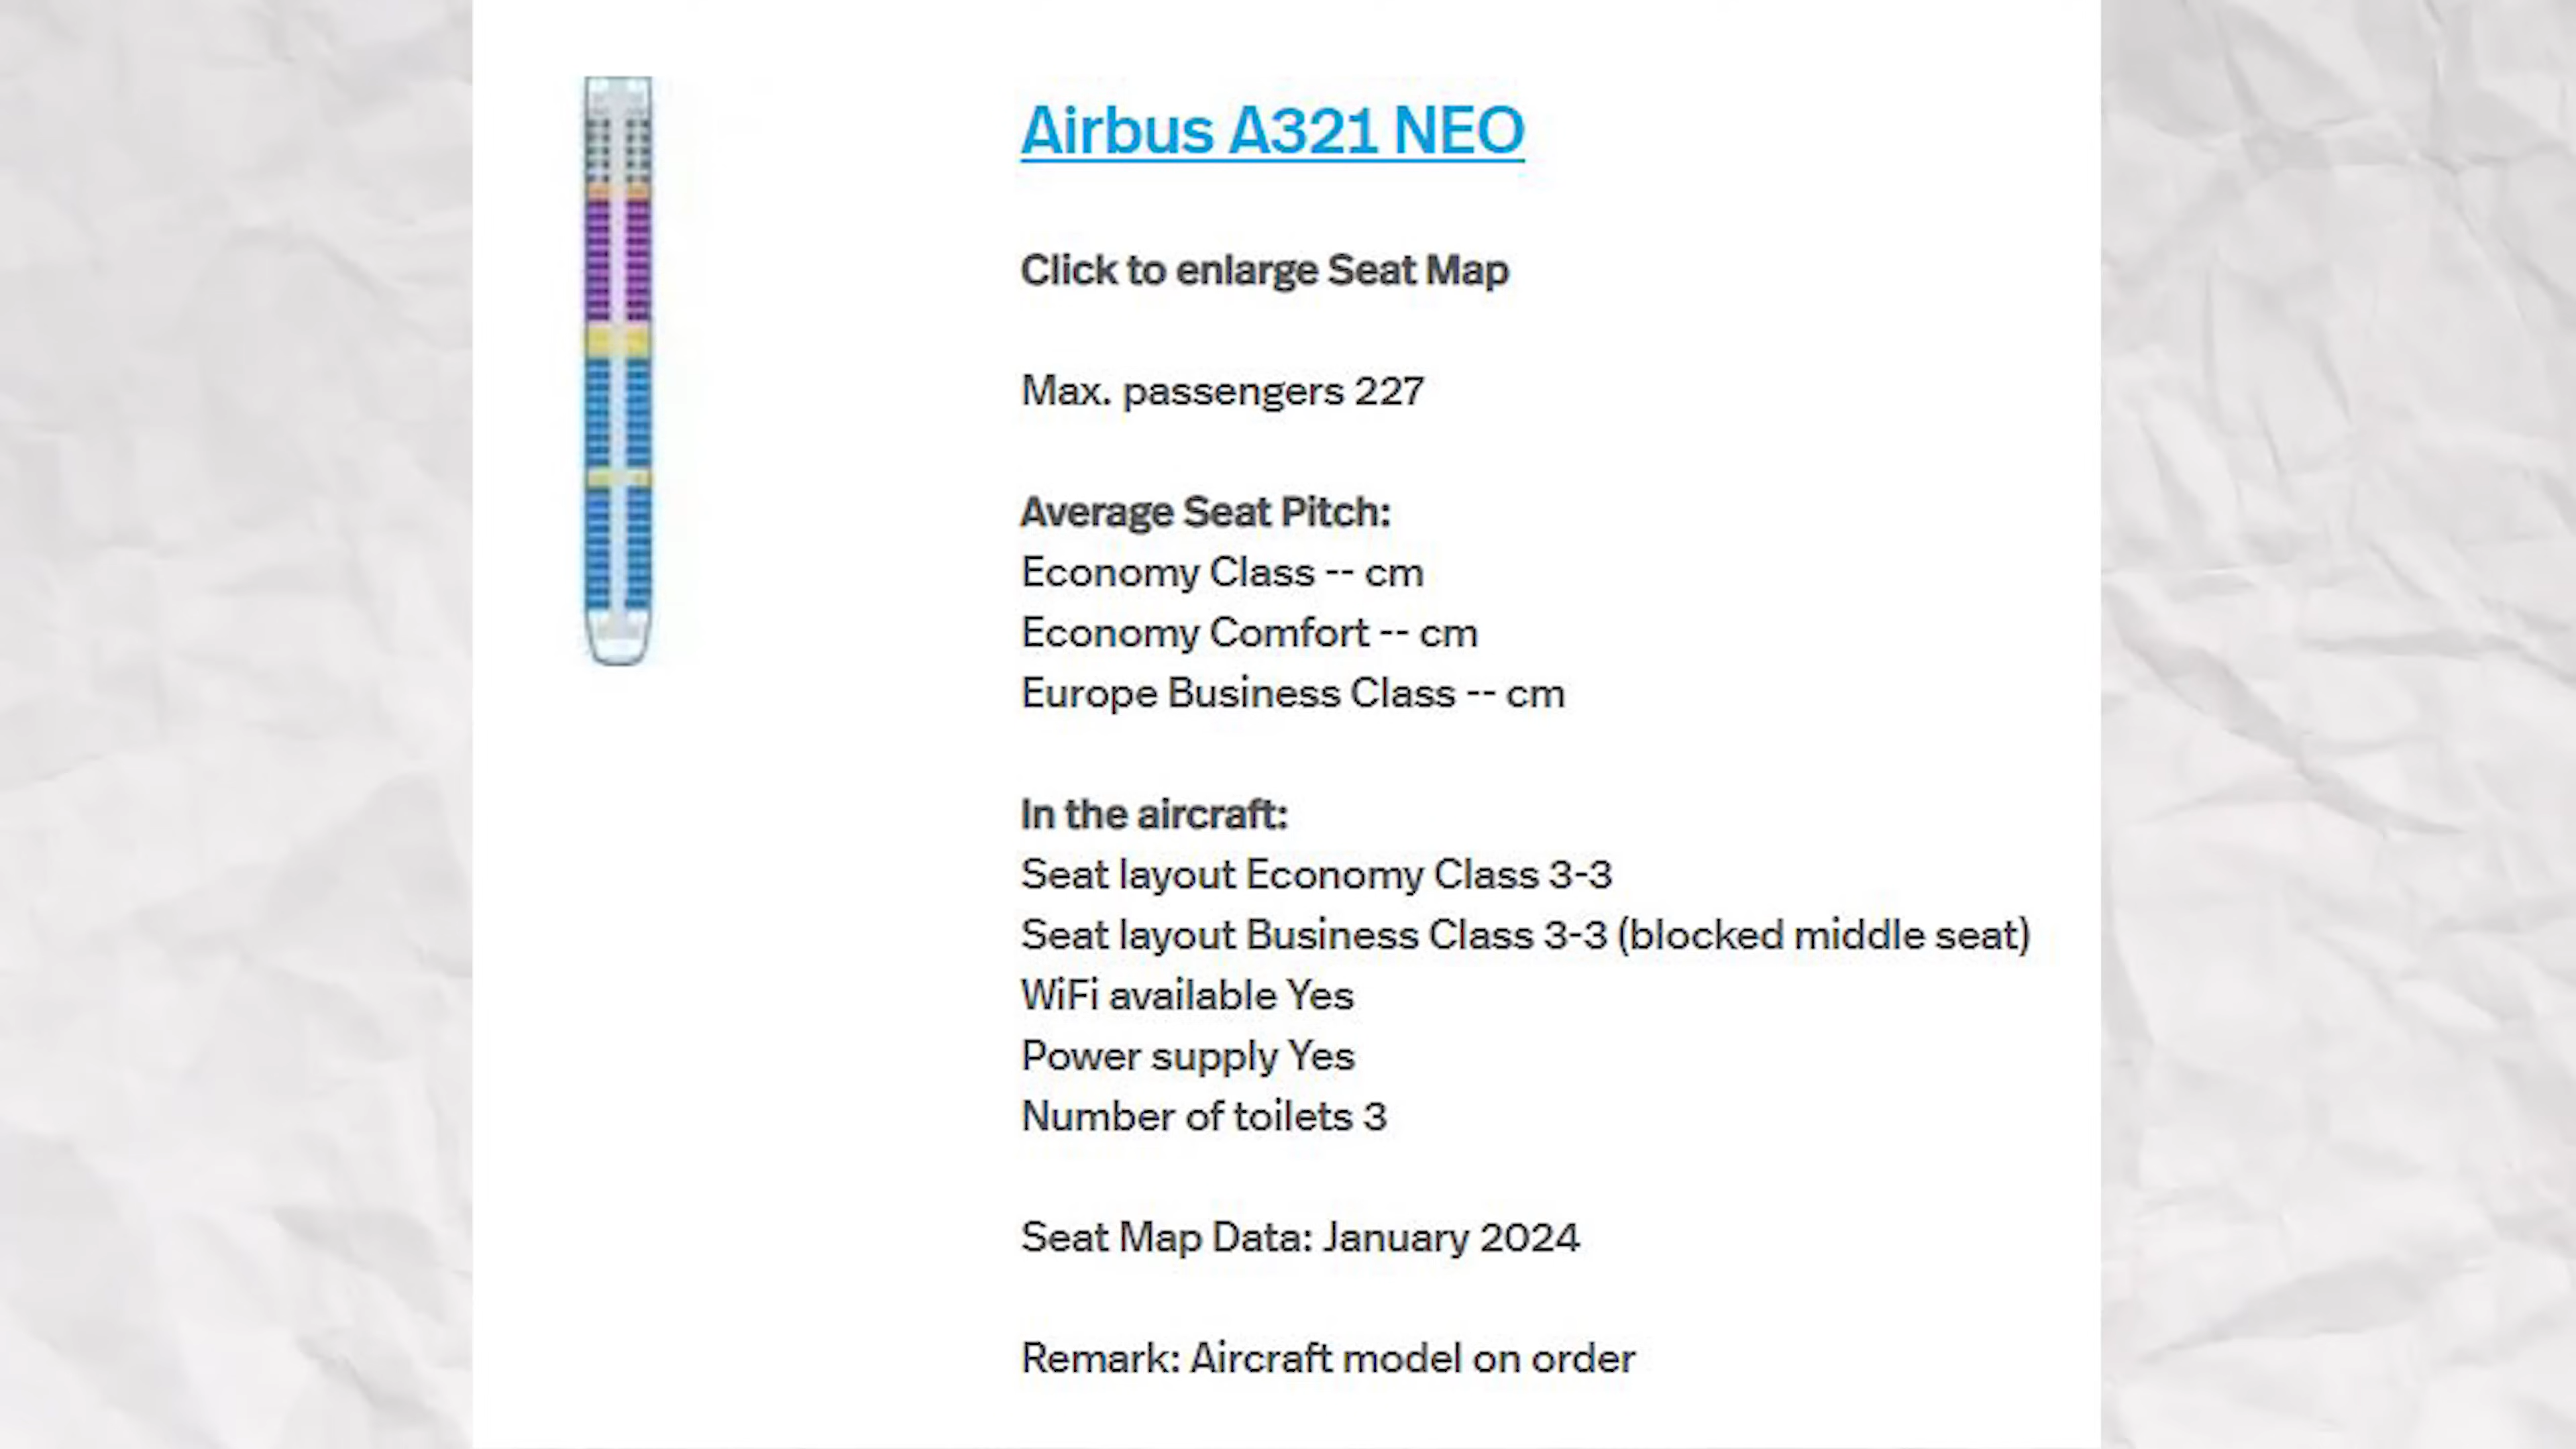 Airbus A321 NEO
Click to enlarge Seat Map
Max. passengers 227
Average Seat Pitch:
Economy Class -- cm
Economy Comfort -- cm
Europe Business Class -- cm
In the aircraft:
Seat layout Economy Class 3-3
Seat layout Business Class 3-3 (blocked middle seat)
WiFi available Yes
Power supply Yes
Number of toilets 3
Seat Map Data: January 2024
Remark: Aircraft model on order